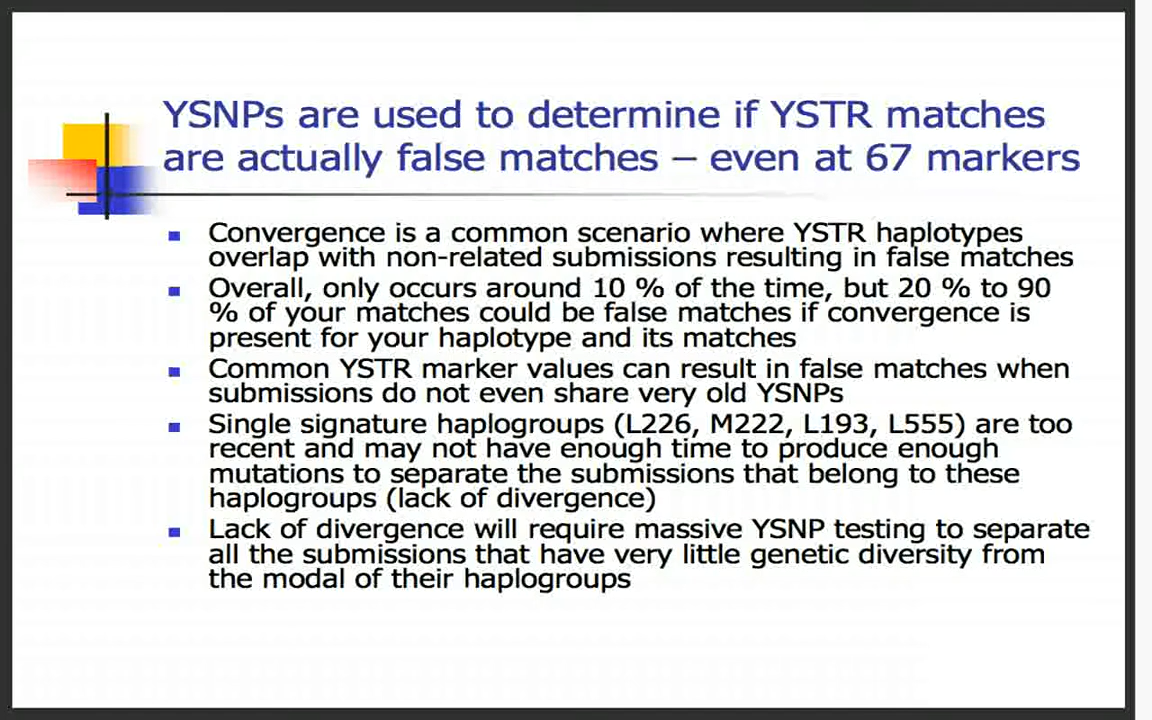 YSNPs are used to determine if YSTR matches
are actually false matches – even at 67 markers
Convergence is a common scenario where YSTR haplotypes
overlap with non-related submissions resulting in false matches
Overall, only occurs around 10 % of the time, but 20 % to 90
% of your matches could be false matches if convergence is
present for your haplotype and its matches
Common YSTR marker values can result in false matches when
submissions do not even share very old YSNPs
Single signature haplogroups (L226, M222, L193, L555) are too
recent and may not have enough time to produce enough
mutations to separate the submissions that belong to these
haplogroups (lack of divergence)
Lack of divergence will require massive YSNP testing to separate
all the submissions that have very little genetic diversity from
the modal of their haplogroups